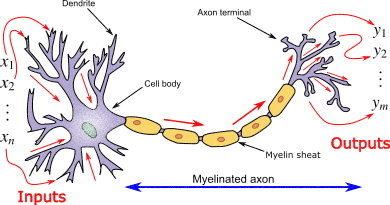 Dendrite
Axon terminal
x1
x2
⋮
xn
Cell body
y1
y2
⋮
ym
Myelin sheat
Inputs
Outputs
Myelinated axon